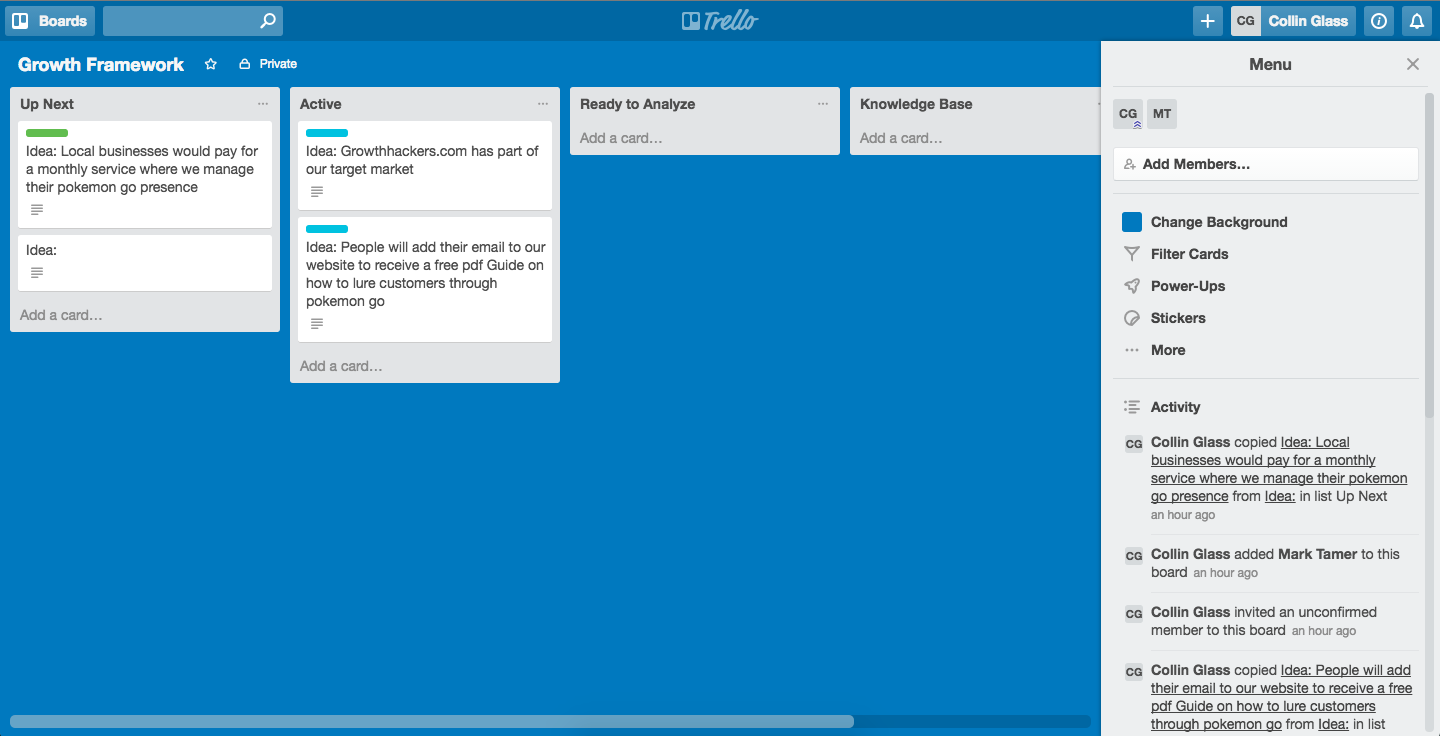 Boards
Trello
CG Collin Glass
Growth Framework Private
Up Next
Idea: Local businesses would pay for
a monthly service where we manage
their pokemon go presence
Idea:
Add a card…
Active
Idea: Growthhackers.com has part of
our target market
Idea: People will add their email to our
website to receive a free pdf Guide on
how to lure customers through
pokemon go
Add a card…
Ready to Analyze
Add a card…
Knowledge Base
Add a card…
Menu
CG MT
Add Members…
Change Background
Filter Cards
Power-Ups
Stickers
More
Activity
CG Collin Glass copied Idea: Local
businesses would pay for a monthly
service where we manage their pokemon
go presence from Idea: in list Up Next
an hour ago
CG Collin Glass added Mark Tamer to this
board an hour ago
CG Collin Glass invited an unconfirmed
member to this board an hour ago
CG Collin Glass copied Idea: People will add
their email to our website to receive a free
pdf Guide on how to lure customers
through pokemon go from Idea: in list